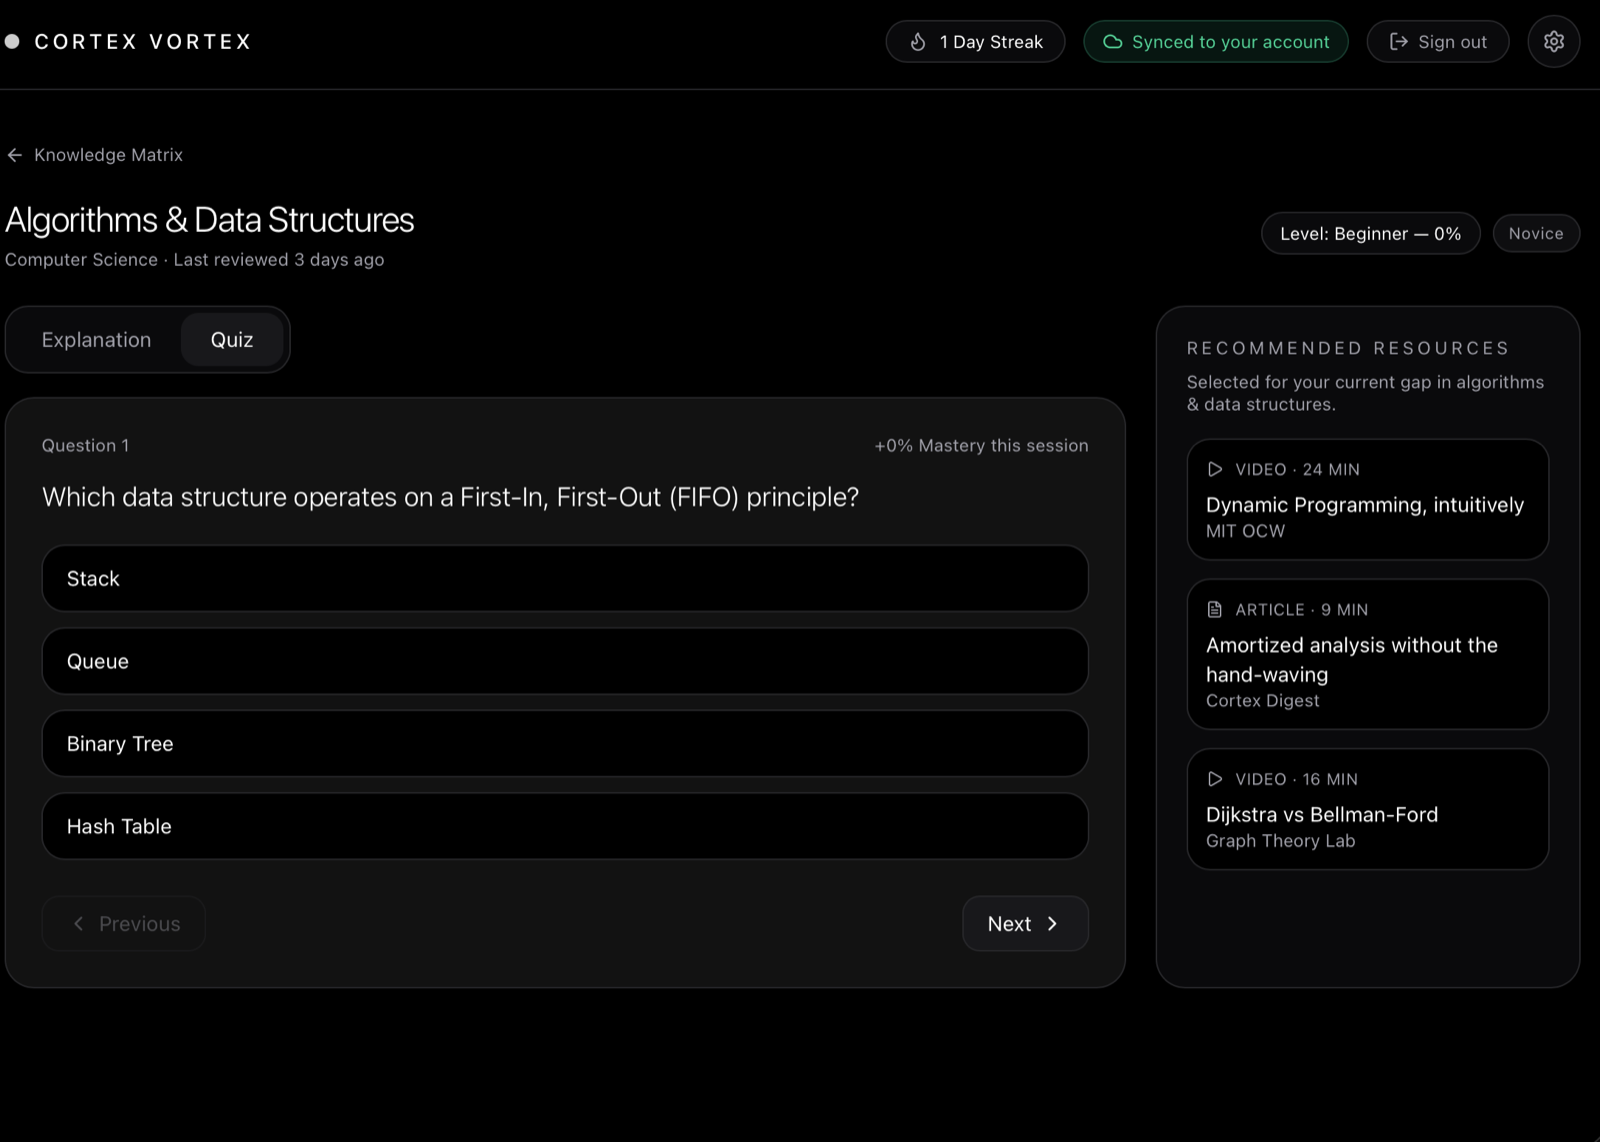 CORTEX VORTEX
1 Day Streak
Synced to your account
Sign out
Knowledge Matrix
Algorithms & Data Structures
Computer Science · Last reviewed 3 days ago
Level: Beginner — 0%
Novice
Explanation
Quiz
Question 1
+0% Mastery this session
Which data structure operates on a First-In, First-Out (FIFO) principle?
Stack
Queue
Binary Tree
Hash Table
Previous
Next
RECOMMENDED RESOURCES
Selected for your current gap in algorithms
& data structures.
VIDEO · 24 MIN
Dynamic Programming, intuitively
MIT OCW
ARTICLE · 9 MIN
Amortized analysis without the
hand-waving
Cortex Digest
VIDEO · 16 MIN
Dijkstra vs Bellman-Ford
Graph Theory Lab